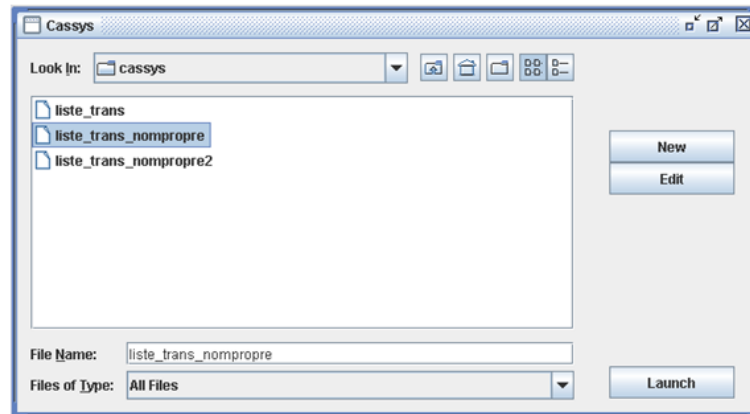 Cassys
Look In: cassys
liste_trans
liste_trans_nompropre
liste_trans_nompropre2
New
Edit
File Name: liste_trans_nompropre
Files of Type: All Files
Launch